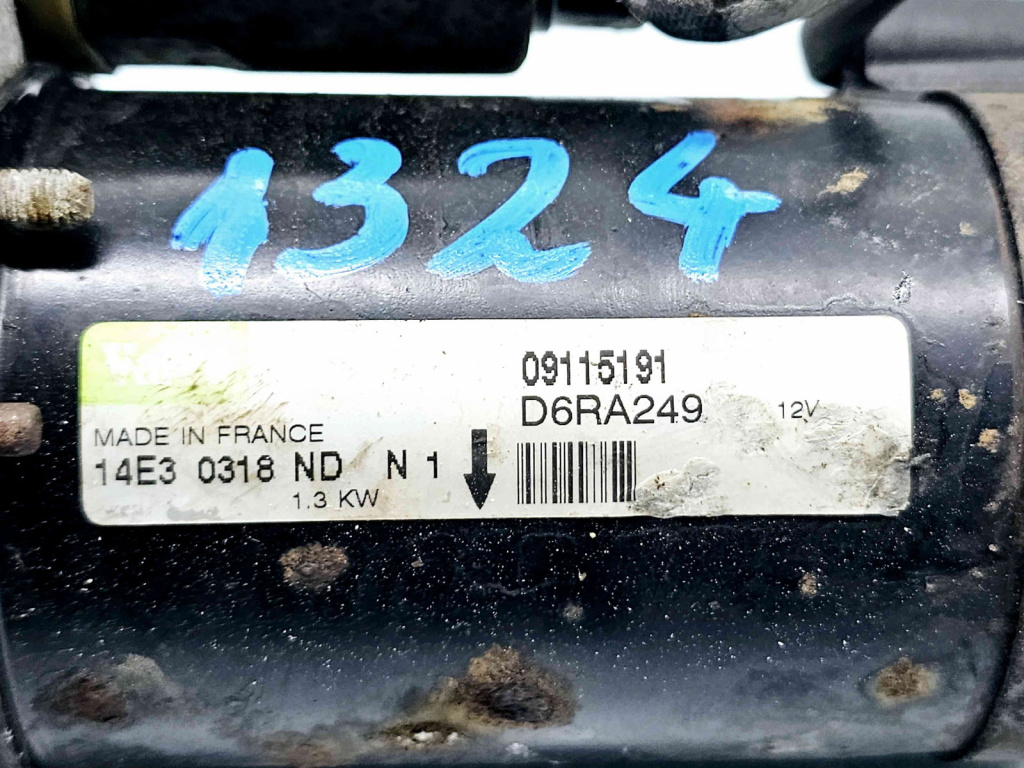 1324
09115191
D6RA249
12V
MADE IN FRANCE
14E3 0318 ND N 1
1.3 KW